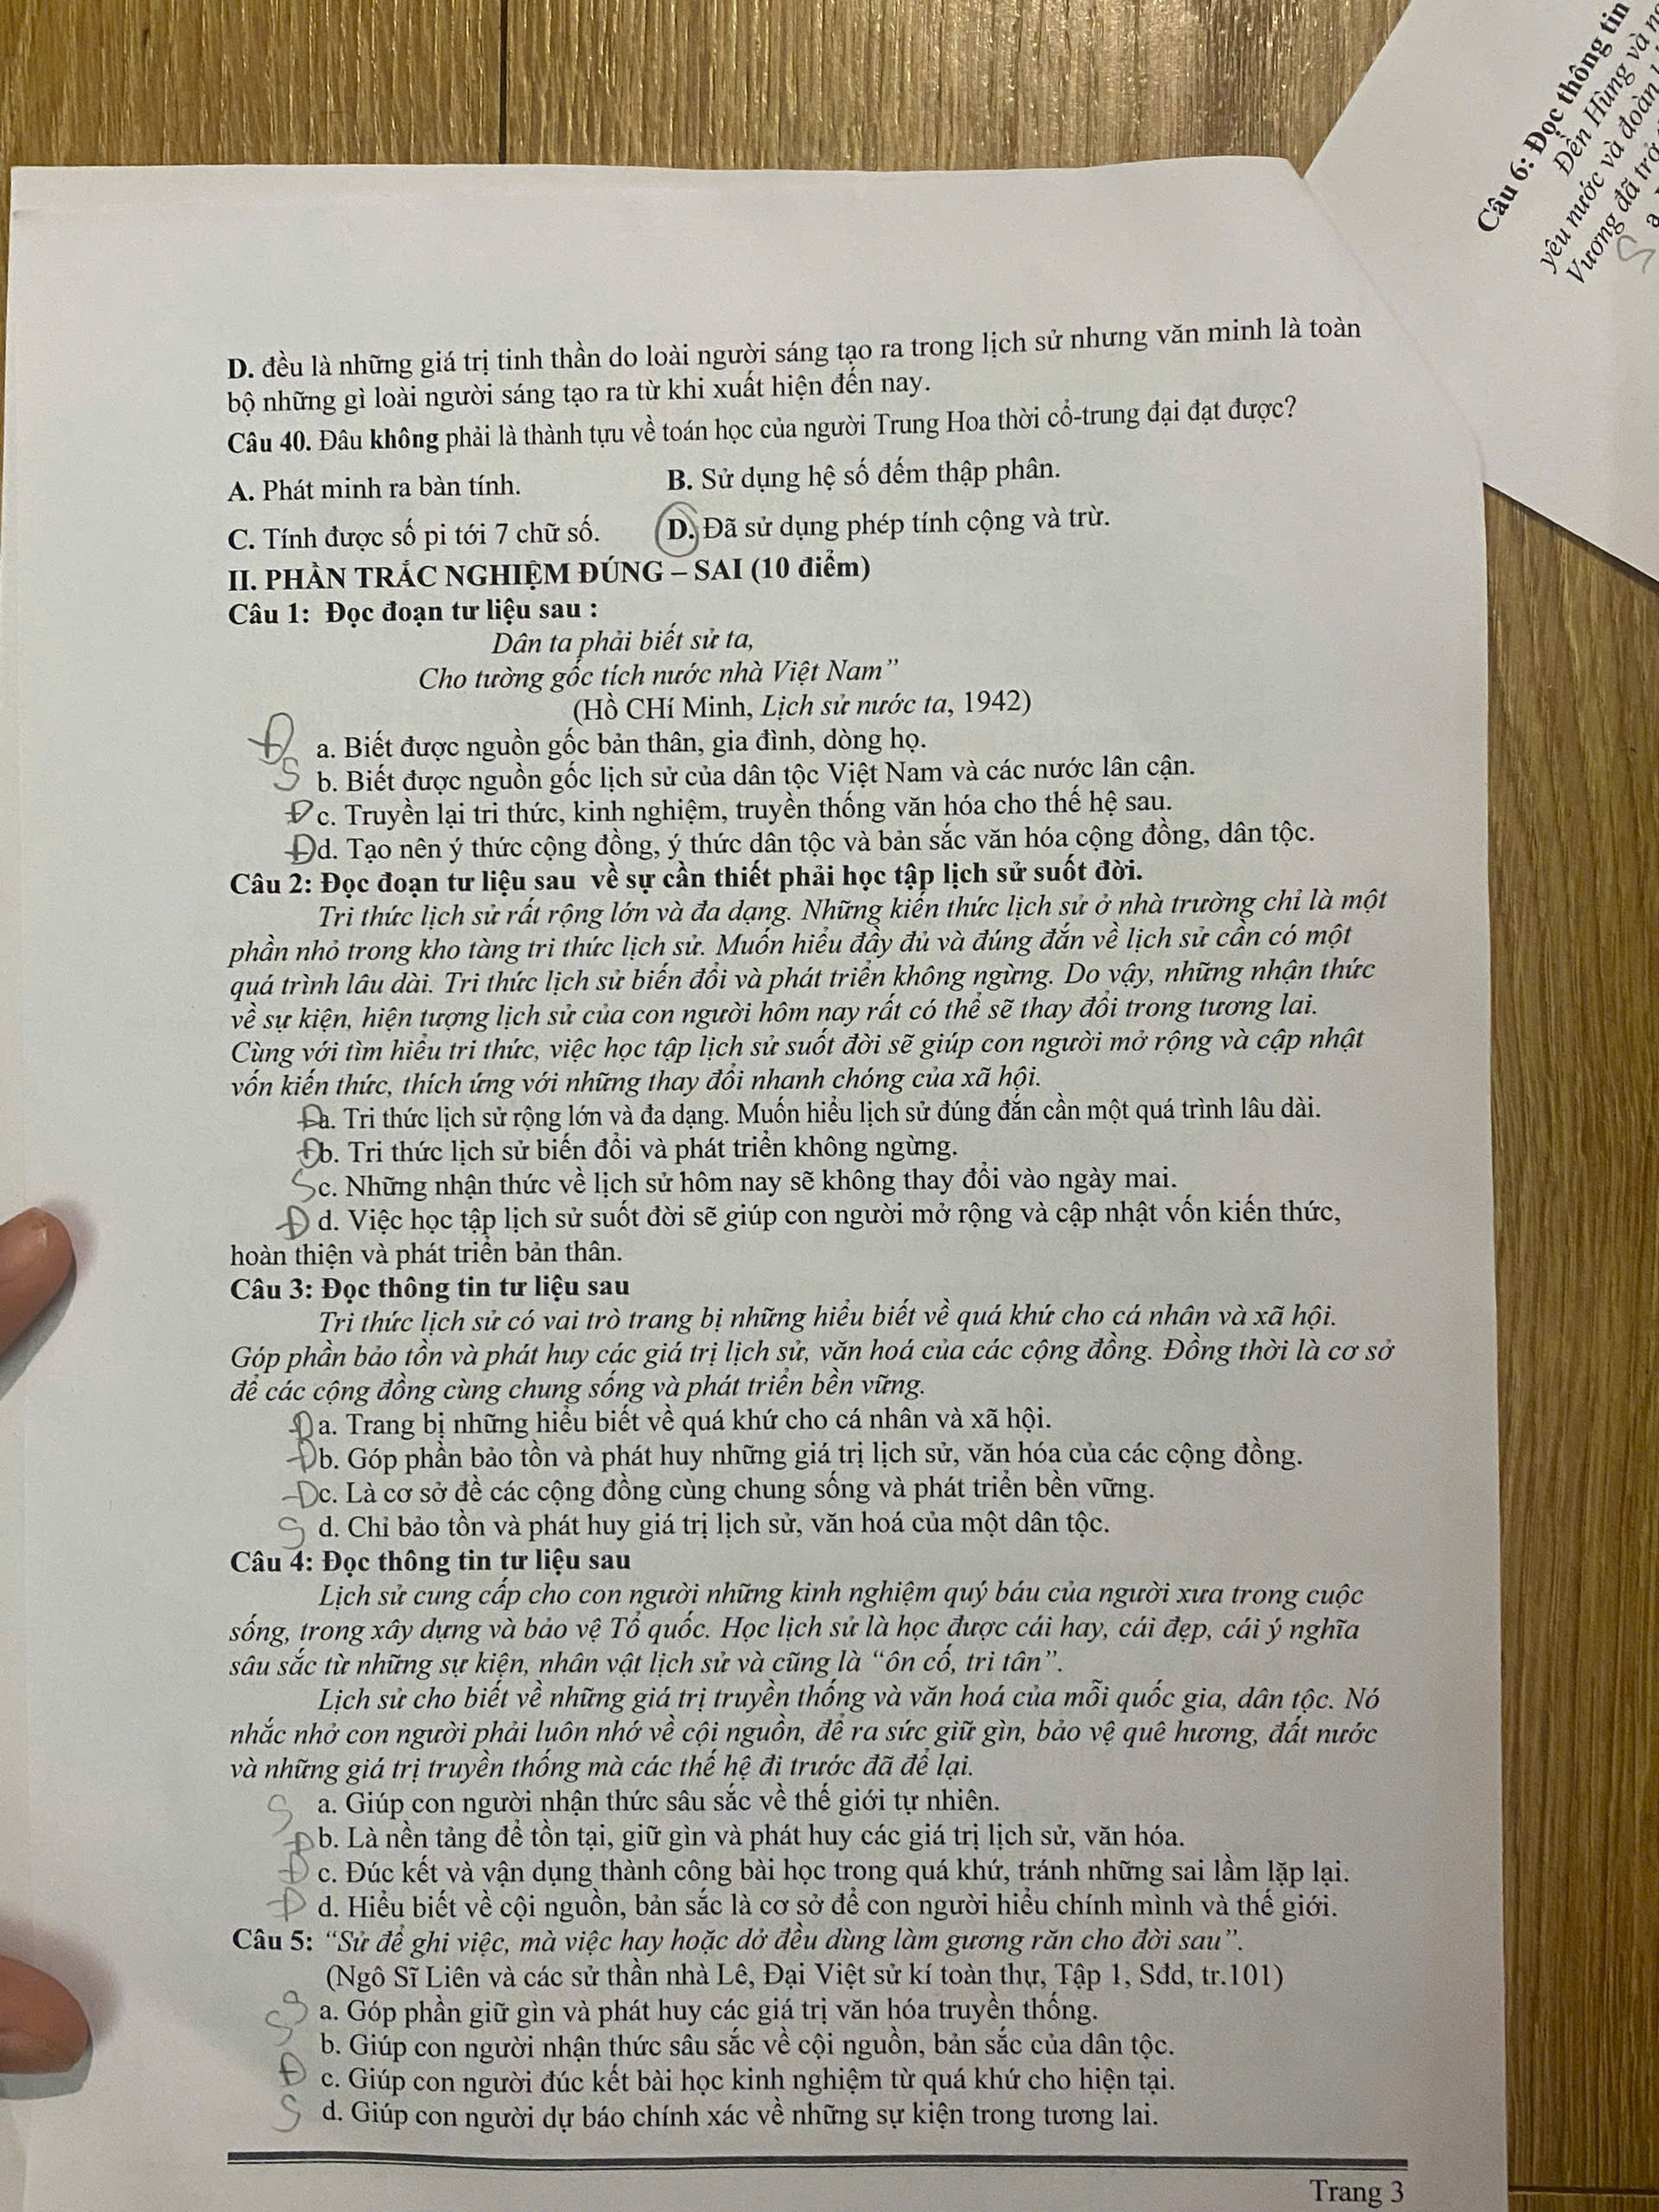 D. đều là những giá trị tinh thần do loài người sáng tạo ra trong lịch sử nhưng văn minh là toàn
bộ những gì loài người sáng tạo ra từ khi xuất hiện đến nay.
Câu 40. Đâu không phải là thành tựu về toán học của người Trung Hoa thời cổ-trung đại đạt được?
A. Phát minh ra bàn tính. B. Sử dụng hệ số đếm thập phân.
C. Tính được số pi tới 7 chữ số. D. Đã sử dụng phép tính cộng và trừ.
II. PHẦN TRẮC NGHIỆM ĐÚNG – SAI (10 điểm)
Câu 1: Đọc đoạn tư liệu sau :
Dân ta phải biết sử ta,
Cho tường gốc tích nước nhà Việt Nam”
(Hồ CHí Minh, Lịch sử nước ta, 1942)
Đ a. Biết được nguồn gốc bản thân, gia đình, dòng họ.
S b. Biết được nguồn gốc lịch sử của dân tộc Việt Nam và các nước lân cận.
Đ c. Truyền lại tri thức, kinh nghiệm, truyền thống văn hóa cho thế hệ sau.
Đ d. Tạo nên ý thức cộng đồng, ý thức dân tộc và bản sắc văn hóa cộng đồng, dân tộc.
Câu 2: Đọc đoạn tư liệu sau về sự cần thiết phải học tập lịch sử suốt đời.
Tri thức lịch sử rất rộng lớn và đa dạng. Những kiến thức lịch sử ở nhà trường chỉ là một
phần nhỏ trong kho tàng tri thức lịch sử. Muốn hiểu đầy đủ và đúng đắn về lịch sử cần có một
quá trình lâu dài. Tri thức lịch sử biến đổi và phát triển không ngừng. Do vậy, những nhận thức
về sự kiện, hiện tượng lịch sử của con người hôm nay rất có thể sẽ thay đổi trong tương lai.
Cùng với tìm hiểu tri thức, việc học tập lịch sử suốt đời sẽ giúp con người mở rộng và cập nhật
vốn kiến thức, thích ứng với những thay đổi nhanh chóng của xã hội.
Đ a. Tri thức lịch sử rộng lớn và đa dạng. Muốn hiểu lịch sử đúng đắn cần một quá trình lâu dài.
Đ b. Tri thức lịch sử biến đổi và phát triển không ngừng.
S c. Những nhận thức về lịch sử hôm nay sẽ không thay đổi vào ngày mai.
Đ d. Việc học tập lịch sử suốt đời sẽ giúp con người mở rộng và cập nhật vốn kiến thức,
hoàn thiện và phát triển bản thân.
Câu 3: Đọc thông tin tư liệu sau
Tri thức lịch sử có vai trò trang bị những hiểu biết về quá khứ cho cá nhân và xã hội.
Góp phần bảo tồn và phát huy các giá trị lịch sử, văn hoá của các cộng đồng. Đồng thời là cơ sở
để các cộng đồng cùng chung sống và phát triển bền vững.
Đ a. Trang bị những hiểu biết về quá khứ cho cá nhân và xã hội.
Đ b. Góp phần bảo tồn và phát huy những giá trị lịch sử, văn hóa của các cộng đồng.
Đ c. Là cơ sở đề các cộng đồng cùng chung sống và phát triển bền vững.
S d. Chỉ bảo tồn và phát huy giá trị lịch sử, văn hoá của một dân tộc.
Câu 4: Đọc thông tin tư liệu sau
Lịch sử cung cấp cho con người những kinh nghiệm quý báu của người xưa trong cuộc
sống, trong xây dựng và bảo vệ Tổ quốc. Học lịch sử là học được cái hay, cái đẹp, cái ý nghĩa
sâu sắc từ những sự kiện, nhân vật lịch sử và cũng là “ôn cố, tri tân”.
Lịch sử cho biết về những giá trị truyền thống và văn hoá của mỗi quốc gia, dân tộc. Nó
nhắc nhở con người phải luôn nhớ về cội nguồn, để ra sức giữ gìn, bảo vệ quê hương, đất nước
và những giá trị truyền thống mà các thế hệ đi trước đã để lại.
S a. Giúp con người nhận thức sâu sắc về thế giới tự nhiên.
Đ b. Là nền tảng để tồn tại, giữ gìn và phát huy các giá trị lịch sử, văn hóa.
Đ c. Đúc kết và vận dụng thành công bài học trong quá khứ, tránh những sai lầm lặp lại.
Đ d. Hiểu biết về cội nguồn, bản sắc là cơ sở để con người hiểu chính mình và thế giới.
Câu 5: “Sử để ghi việc, mà việc hay hoặc dở đều dùng làm gương răn cho đời sau”.
(Ngô Sĩ Liên và các sử thần nhà Lê, Đại Việt sử kí toàn thư, Tập 1, Sđd, tr.101)
S a. Góp phần giữ gìn và phát huy các giá trị văn hóa truyền thống.
S b. Giúp con người nhận thức sâu sắc về cội nguồn, bản sắc của dân tộc.
Đ c. Giúp con người đúc kết bài học kinh nghiệm từ quá khứ cho hiện tại.
S d. Giúp con người dự báo chính xác về những sự kiện trong tương lai.
Trang 3
Câu 6: Đọc thông tin
Đền Hùng và
yêu nước và đoàn
Vương đã trở
S a